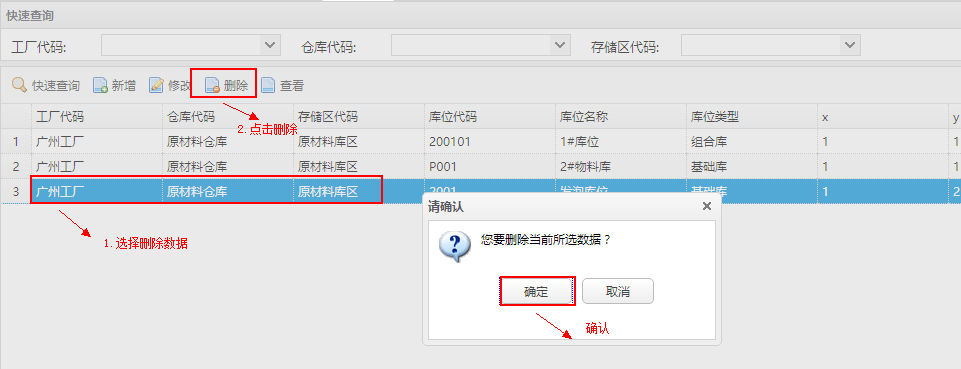 快速查询
工厂代码: 仓库代码: 存储区代码:
快速查询 新增 修改 删除 查看
工厂代码 仓库代码 存储区代码 库位代码 库位名称 库位类型 x y
2. 点击删除
1 广州工厂 原材料仓库 原材料库区 200101 1#库位 组合库 1 1
2 广州工厂 原材料仓库 原材料库区 P001 2#物料库 基础库 1 1
3 广州工厂 原材料仓库 原材料库区 2001 发泡库位 基础库 1 2
1. 选择删除数据
请确认
您要删除当前所选数据？
确定 取消
确认